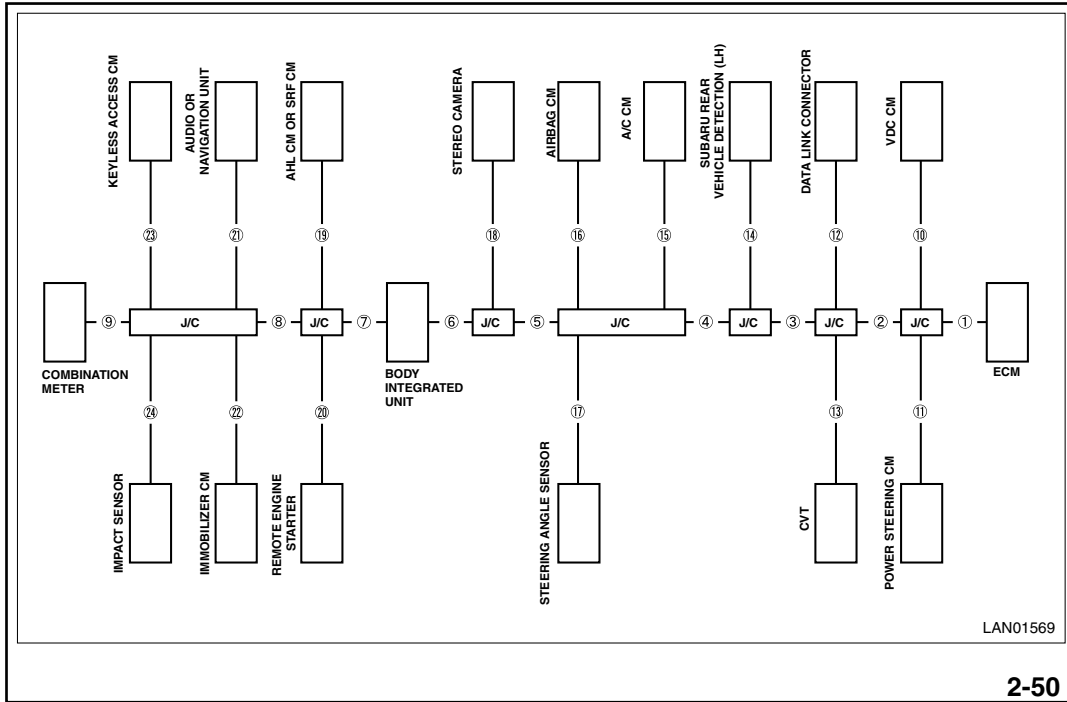 KEYLESS ACCESS CM
AUDIO OR
NAVIGATION UNIT
AHL CM OR SRF CM
STEREO CAMERA
AIRBAG CM
A/C CM
SUBARU REAR
VEHICLE DETECTION (LH)
DATA LINK CONNECTOR
VDC CM
㉓
㉑
⑲
⑱
⑯
⑮
⑭
⑫
⑩
⑨
J/C
⑧
J/C
⑦
⑥
J/C
⑤
J/C
④
J/C
③
J/C
②
J/C
①
COMBINATION
METER
BODY
INTEGRATED
UNIT
ECM
㉔
㉒
⑳
⑰
⑬
⑪
IMPACT SENSOR
IMMOBILIZER CM
REMOTE ENGINE
STARTER
STEERING ANGLE SENSOR
CVT
POWER STEERING CM
LAN01569
2-50